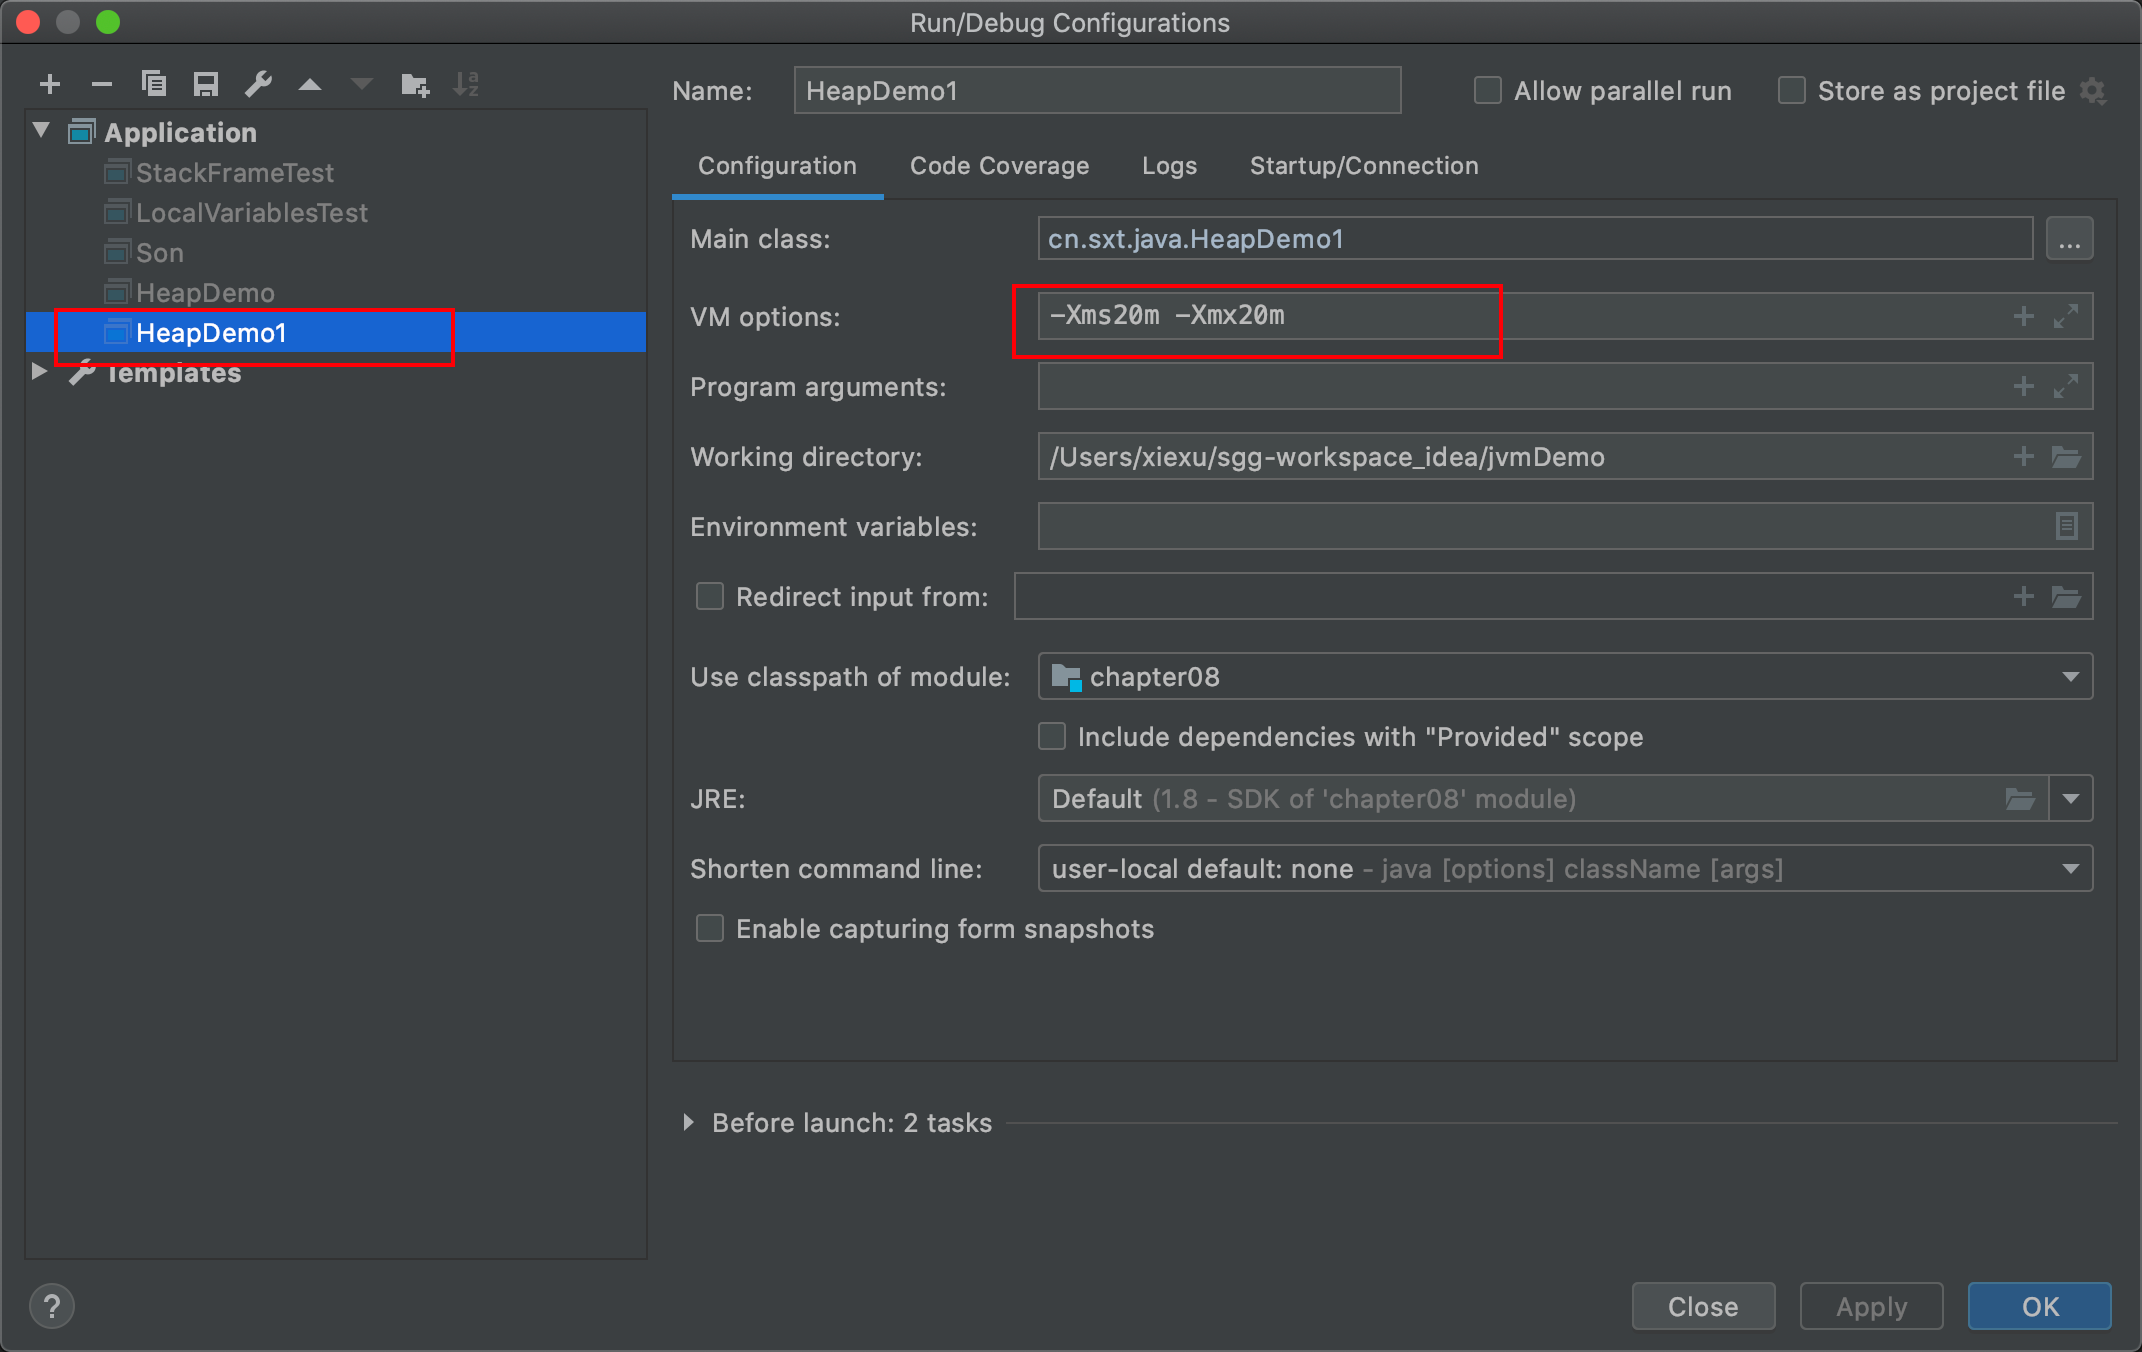 Run/Debug Configurations
Name: HeapDemo1 Allow parallel run Store as project file
Application
StackFrameTest
LocalVariablesTest
Son
HeapDemo
HeapDemo1
Templates
Configuration Code Coverage Logs Startup/Connection
Main class: cn.sxt.java.HeapDemo1 ...
VM options: -Xms20m -Xmx20m
Program arguments:
Working directory: /Users/xiexu/sgg-workspace_idea/jvmDemo
Environment variables:
Redirect input from:
Use classpath of module: chapter08
Include dependencies with "Provided" scope
JRE: Default (1.8 - SDK of 'chapter08' module)
Shorten command line: user-local default: none - java [options] className [args]
Enable capturing form snapshots
Before launch: 2 tasks
? Close Apply OK